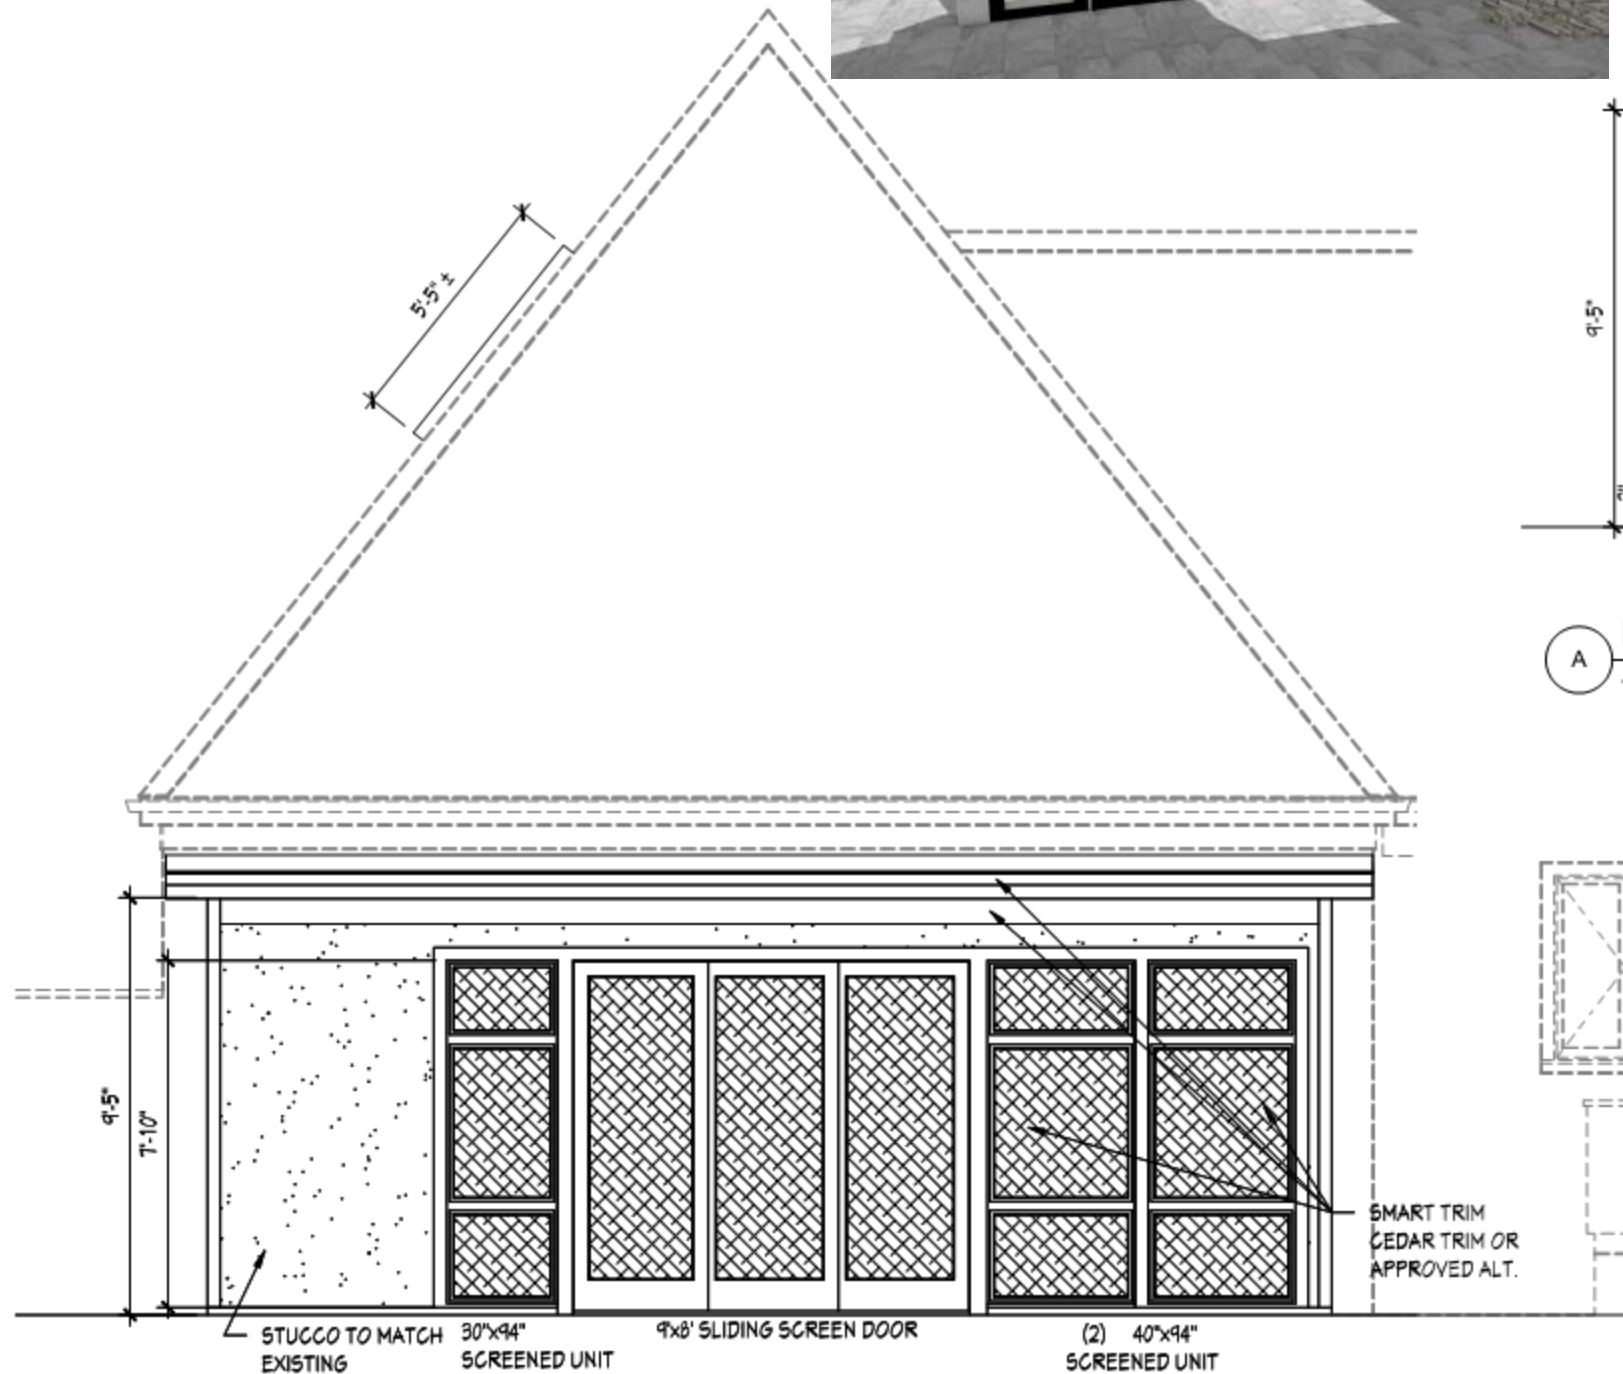 5'-5" ±
9'-5"
A
9'-5"
7'-10"
SMART TRIM
CEDAR TRIM OR
APPROVED ALT.
STUCCO TO MATCH
EXISTING
30"x94"
SCREENED UNIT
9'x8' SLIDING SCREEN DOOR
(2) 40"x94"
SCREENED UNIT